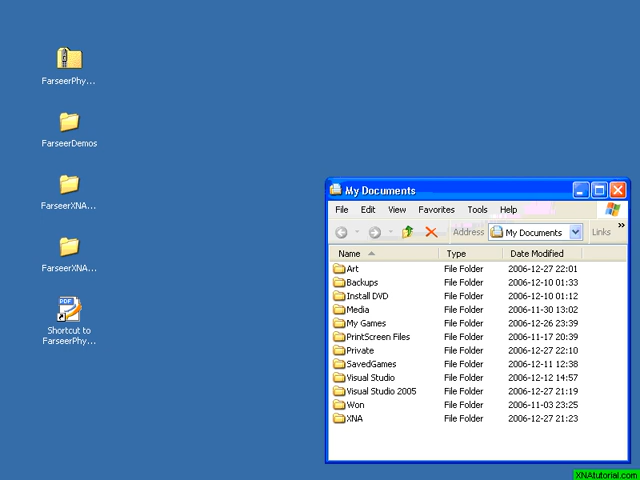 FarseerPhy...
FarseerDemos
FarseerXNA...
FarseerXNA...
PDF
Shortcut to
FarseerPhy...
My Documents
File Edit View Favorites Tools Help
Address My Documents Links »
Name Type Date Modified
Art File Folder 2006-12-27 22:01
Backups File Folder 2006-12-10 01:33
Install DVD File Folder 2006-12-10 01:12
Media File Folder 2006-11-30 13:02
My Games File Folder 2006-12-26 23:39
PrintScreen Files File Folder 2006-11-17 20:39
Private File Folder 2006-12-27 22:10
SavedGames File Folder 2006-12-11 12:38
Visual Studio File Folder 2006-12-12 14:57
Visual Studio 2005 File Folder 2006-12-27 21:19
Won File Folder 2006-11-03 23:25
XNA File Folder 2006-12-27 21:23
XNAtutorial.com